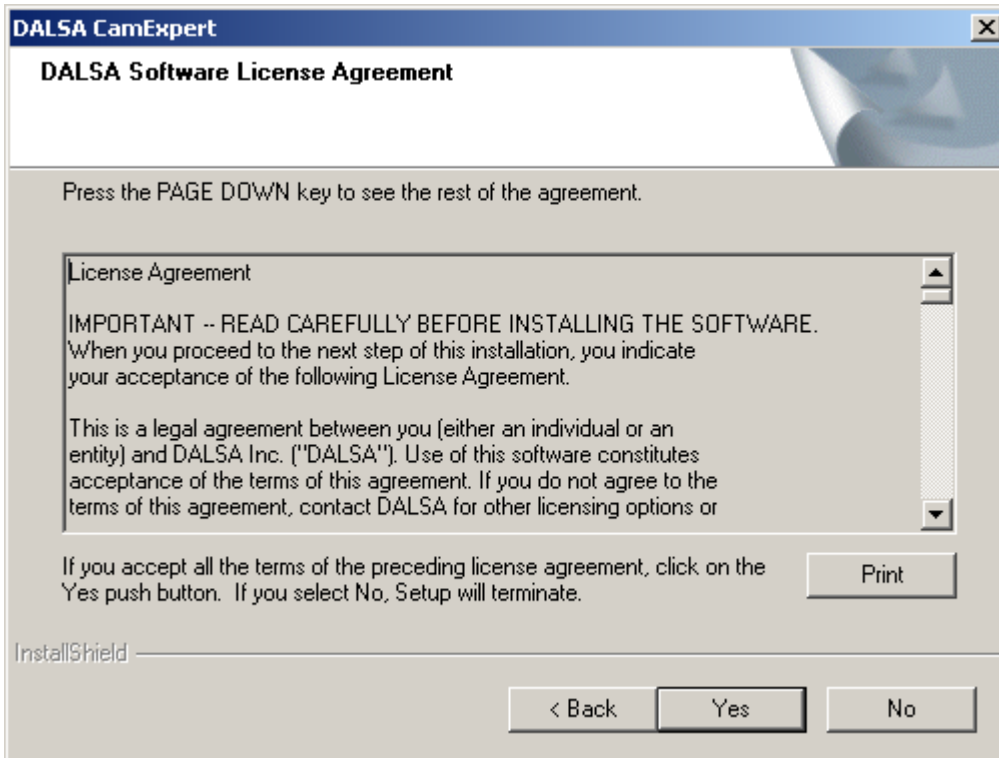 DALSA CamExpert
DALSA Software License Agreement
Press the PAGE DOWN key to see the rest of the agreement.
License Agreement
IMPORTANT -- READ CAREFULLY BEFORE INSTALLING THE SOFTWARE.
When you proceed to the next step of this installation, you indicate
your acceptance of the following License Agreement.
This is a legal agreement between you (either an individual or an
entity) and DALSA Inc. ("DALSA"). Use of this software constitutes
acceptance of the terms of this agreement. If you do not agree to the
terms of this agreement, contact DALSA for other licensing options or
If you accept all the terms of the preceding license agreement, click on the
Yes push button.  If you select No, Setup will terminate.
Print
InstallShield
< Back
Yes
No